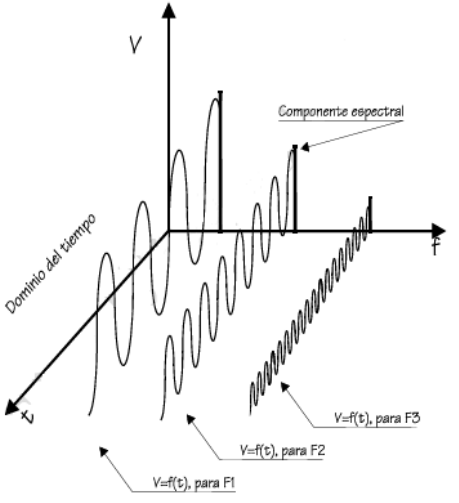 V
Componente espectral
f
Dominio del tiempo
t
V=f(t), para F3
V=f(t), para F2
V=f(t), para F1